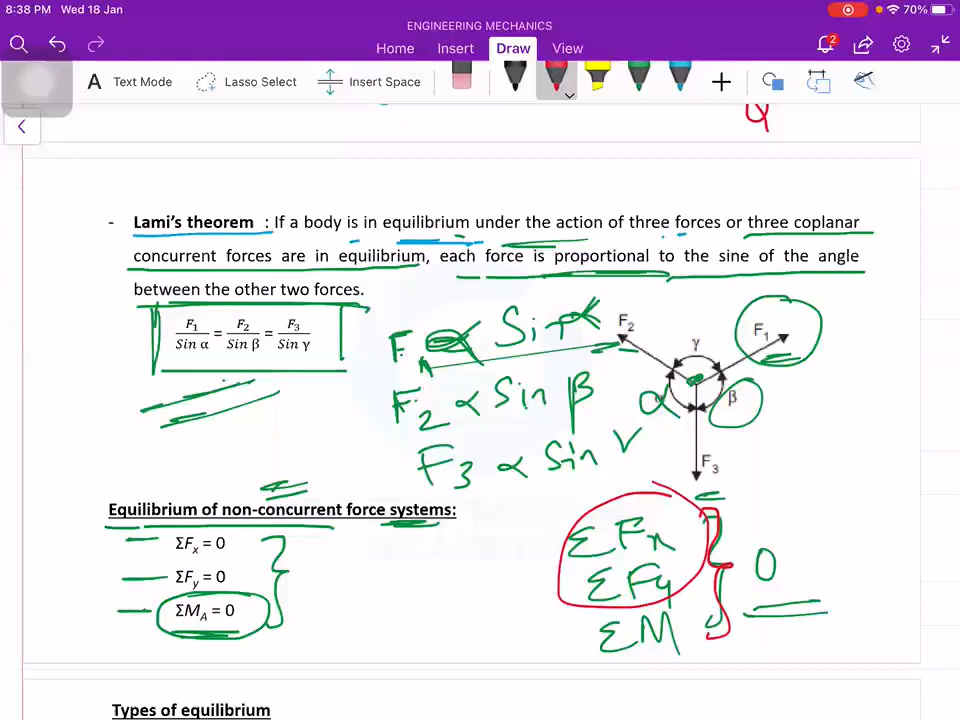 8:38 PM Wed 18 Jan
70%
ENGINEERING MECHANICS
Home Insert Draw View
2
A Text Mode Lasso Select Insert Space
- Lami's theorem : If a body is in equilibrium under the action of three forces or three coplanar
concurrent forces are in equilibrium, each force is proportional to the sine of the angle
between the other two forces.
F₁/Sin α = F₂/Sin β = F₃/Sin γ
F₁ α Sin α
F₂ α Sin β
F₃ α Sin γ
F₂ F₁
γ
α β
F₃
Equilibrium of non-concurrent force systems:
ΣFₓ = 0
ΣFᵧ = 0
ΣM_A = 0
ΣFx
ΣFy
ΣM
0
Types of equilibrium